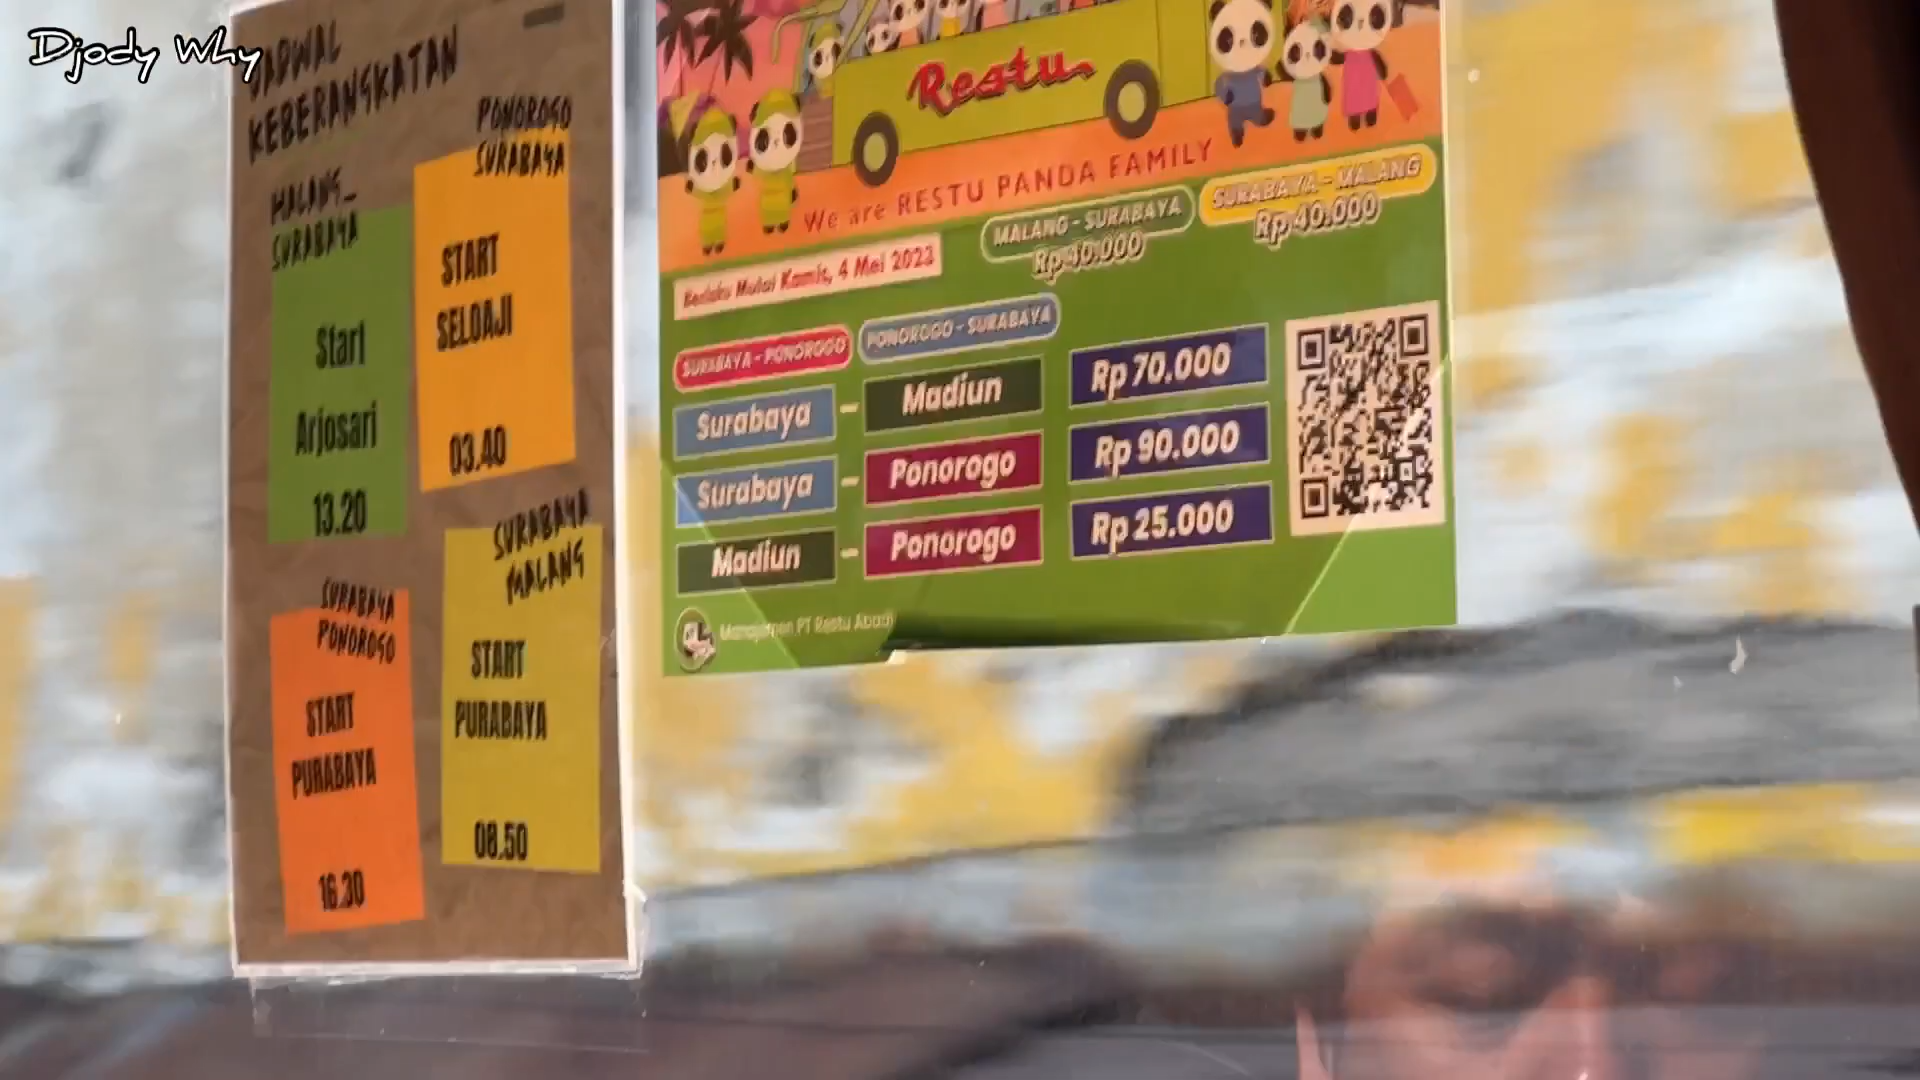 Djody Why
JADWAL
KEBERANGKATAN
MALANG-
SURABAYA
Start
Arjosari
13.20
PONOROGO
SURABAYA
START
SELOAJI
03.40
SURABAYA
PONOROGO
START
PURABAYA
16.30
SURABAYA
MALANG
START
PURABAYA
08.50
Restu
We are RESTU PANDA FAMILY
Berlaku Mulai Kamis, 4 Mei 2023
MALANG - SURABAYA
Rp 40.000
SURABAYA - MALANG
Rp 40.000
SURABAYA - PONOROGO
PONOROGO - SURABAYA
Surabaya - Madiun Rp 70.000
Surabaya - Ponorogo Rp 90.000
Madiun - Ponorogo Rp 25.000
Manajemen PT Restu Abadi